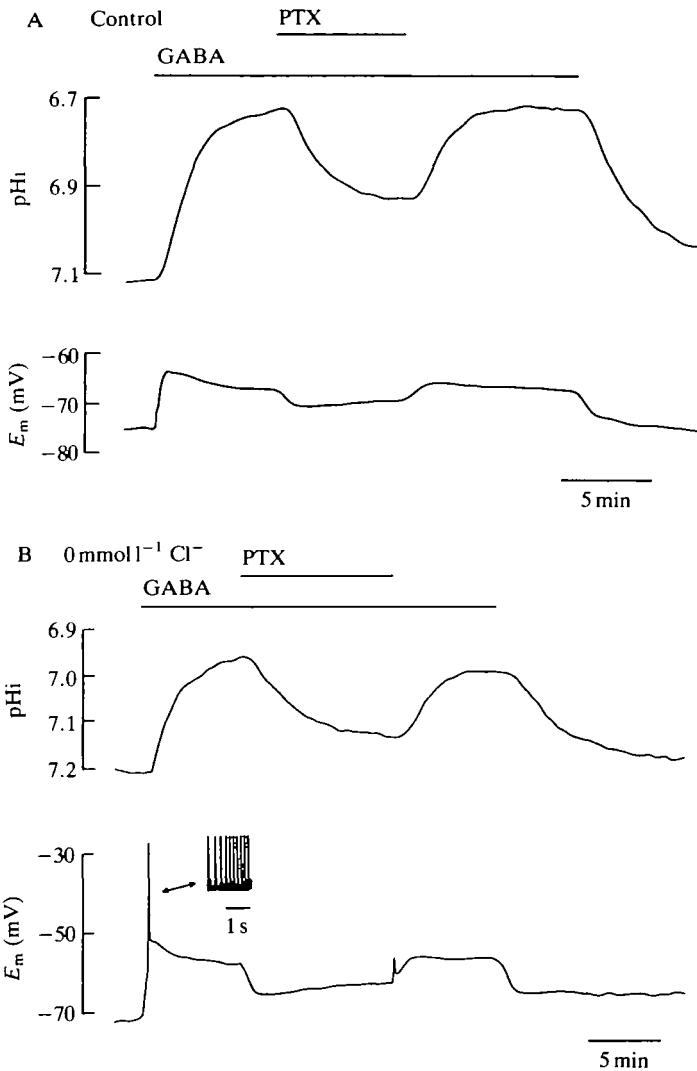 A Control PTX
GABA
6.7
6.9
7.1
pHi
−60
−70
−80
Em (mV)
5 min
B 0 mmol l⁻¹ Cl⁻ PTX
GABA
6.9
7.0
7.1
7.2
pHi
−30
−50
−70
Em (mV)
1 s
5 min